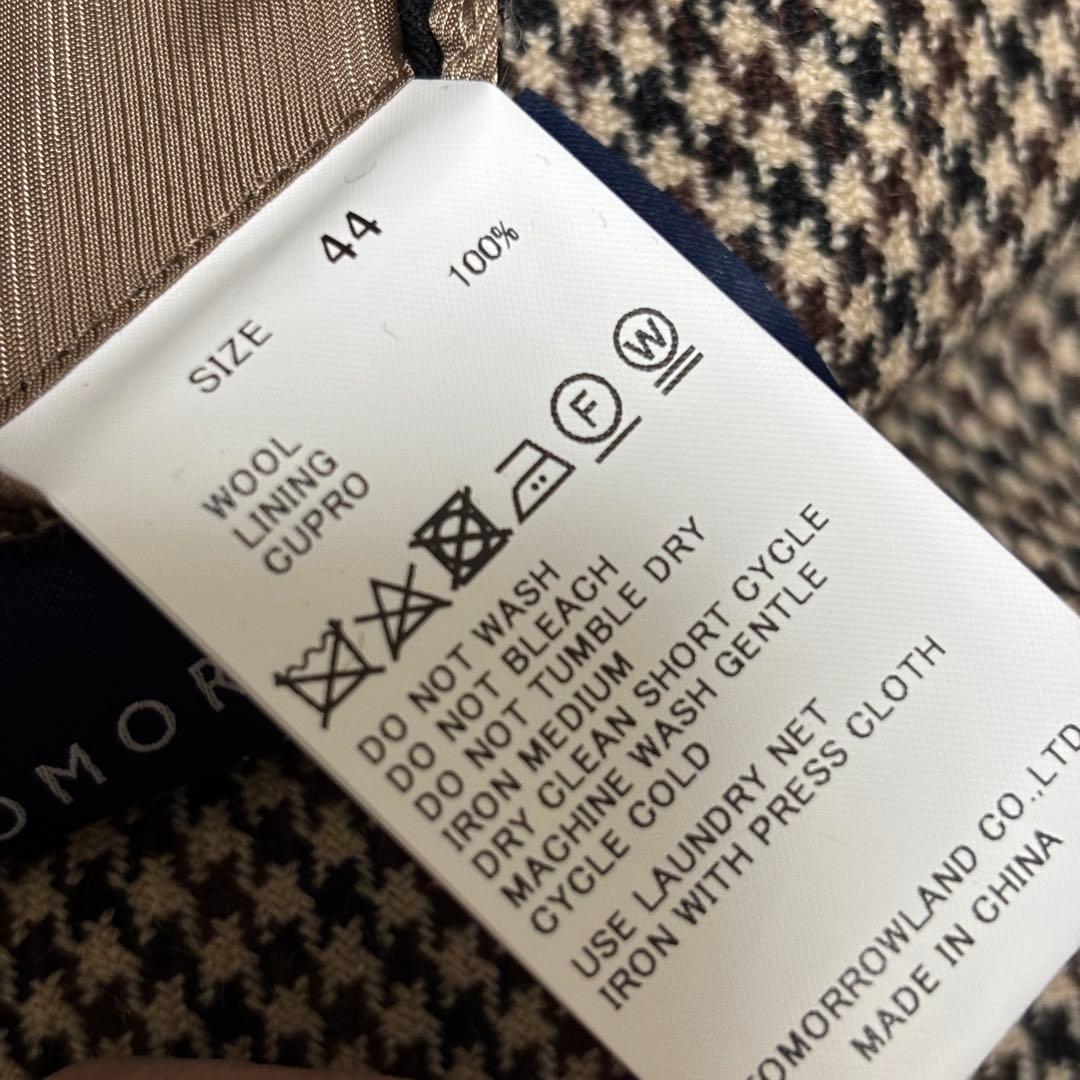 SIZE 44
WOOL 100%
LINING
CUPRO
W
F
DO NOT WASH
DO NOT BLEACH
DO NOT TUMBLE DRY
IRON MEDIUM
DRY CLEAN SHORT CYCLE
MACHINE WASH GENTLE
CYCLE COLD
USE LAUNDRY NET
IRON WITH PRESS CLOTH
TOMORROWLAND CO.,LTD
MADE IN CHINA
OMOR